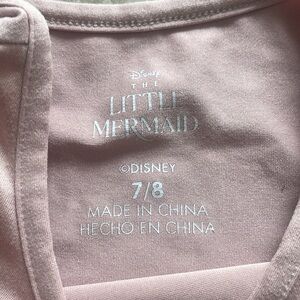 Disney
THE
LITTLE
MERMAID
©DISNEY
7/8
MADE IN CHINA
HECHO EN CHINA